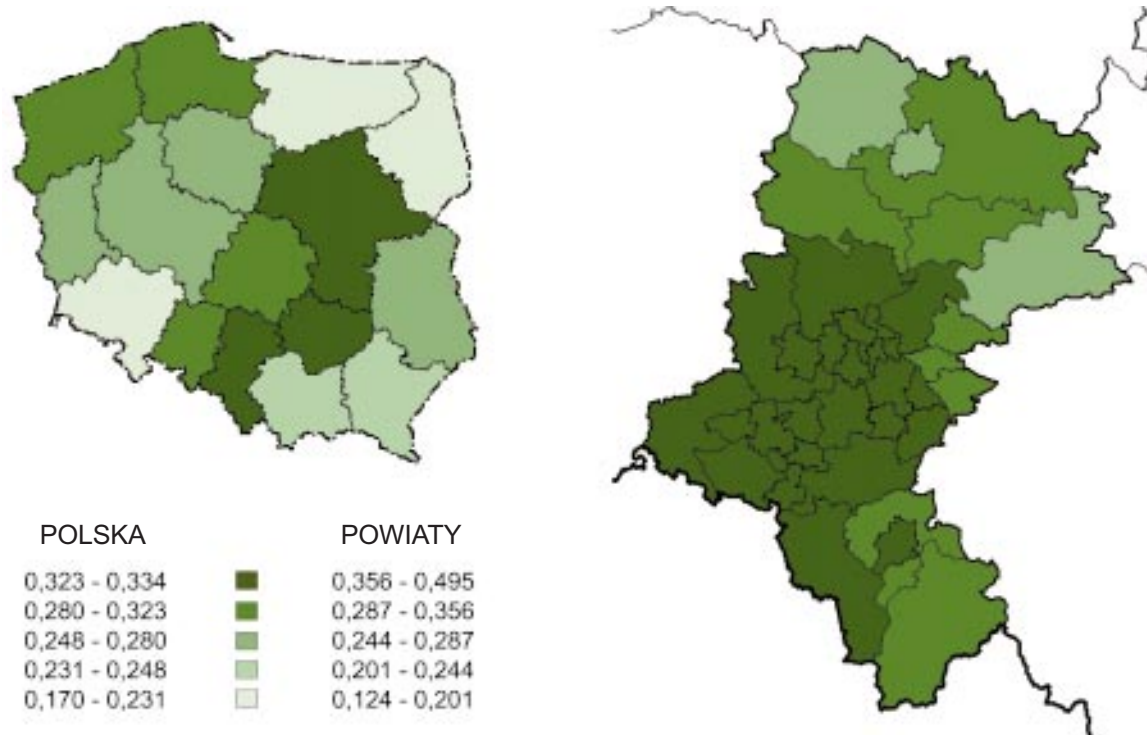 POLSKA POWIATY
0,323 - 0,334 0,356 - 0,495
0,280 - 0,323 0,287 - 0,356
0,248 - 0,280 0,244 - 0,287
0,231 - 0,248 0,201 - 0,244
0,170 - 0,231 0,124 - 0,201